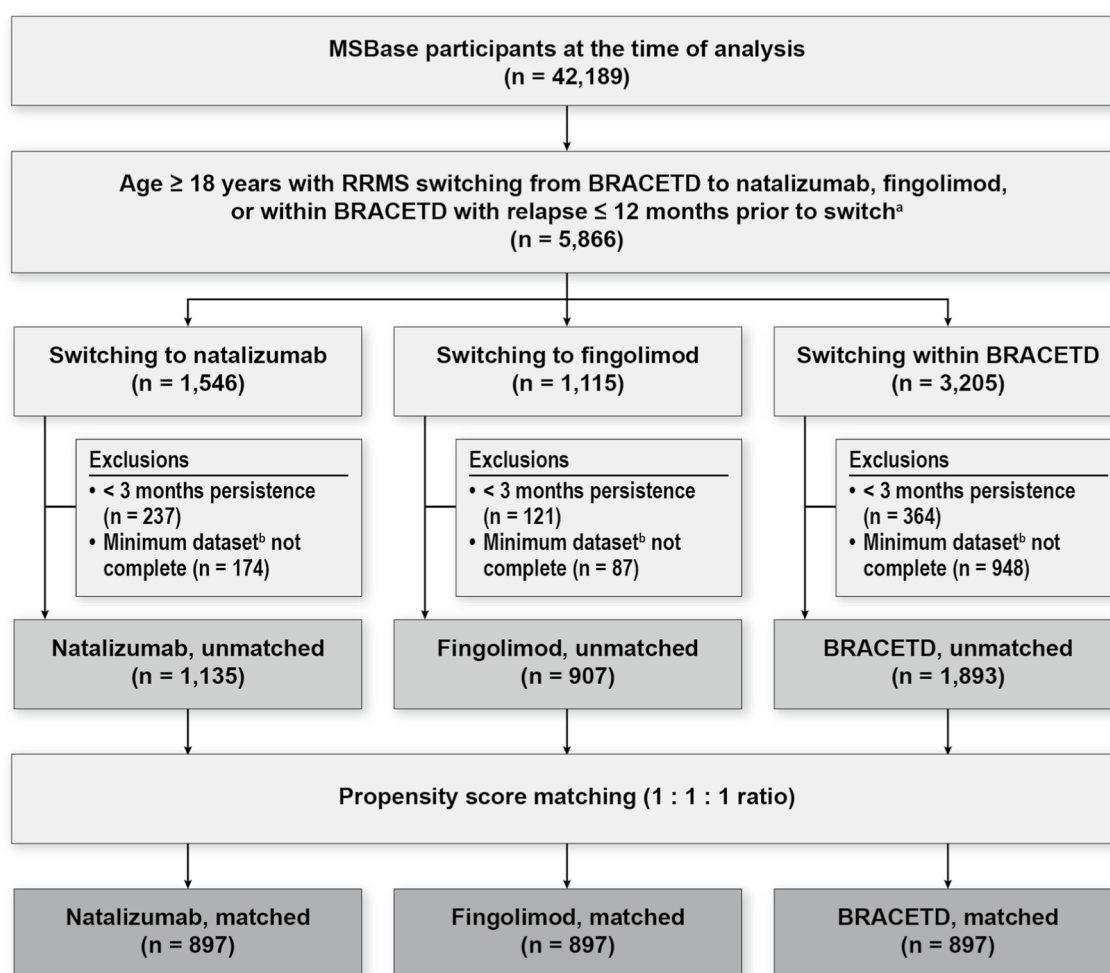 MSBase participants at the time of analysis
(n = 42,189)
Age ≥ 18 years with RRMS switching from BRACETD to natalizumab, fingolimod,
or within BRACETD with relapse ≤ 12 months prior to switchᵃ
(n = 5,866)
Switching to natalizumab
(n = 1,546)
Exclusions
• < 3 months persistence
(n = 237)
• Minimum datasetᵇ not
complete (n = 174)
Natalizumab, unmatched
(n = 1,135)
Switching to fingolimod
(n = 1,115)
Exclusions
• < 3 months persistence
(n = 121)
• Minimum datasetᵇ not
complete (n = 87)
Fingolimod, unmatched
(n = 907)
Switching within BRACETD
(n = 3,205)
Exclusions
• < 3 months persistence
(n = 364)
• Minimum datasetᵇ not
complete (n = 948)
BRACETD, unmatched
(n = 1,893)
Propensity score matching (1 : 1 : 1 ratio)
Natalizumab, matched
(n = 897)
Fingolimod, matched
(n = 897)
BRACETD, matched
(n = 897)